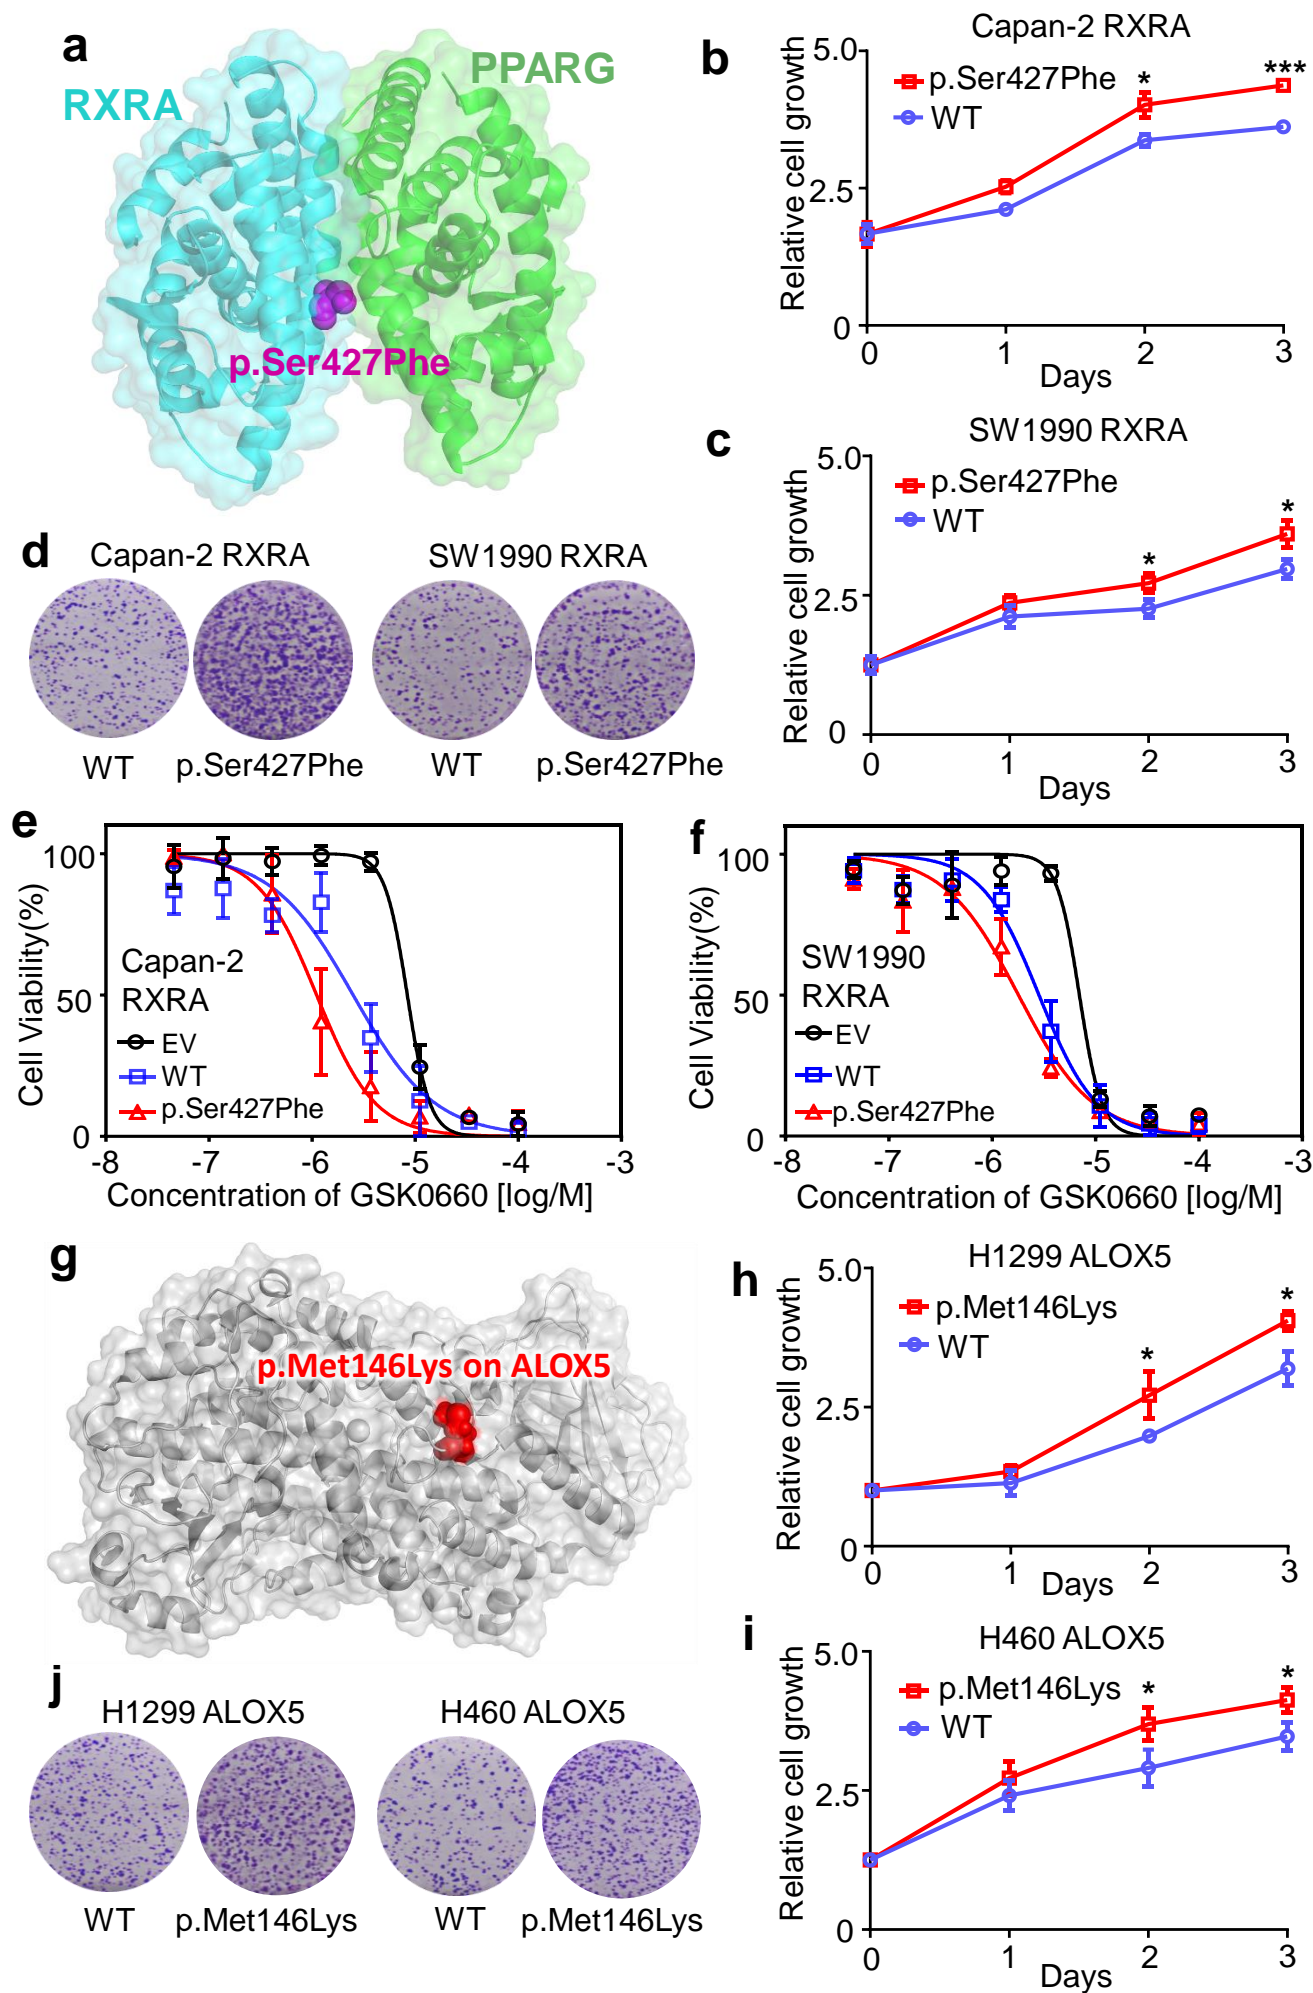 a
RXRA
PPARG
p.Ser427Phe
b
Capan-2 RXRA
Relative cell growth
5.0
2.5
0
p.Ser427Phe
WT
*
***
0 1 2 3
Days
c
SW1990 RXRA
Relative cell growth
5.0
2.5
0
p.Ser427Phe
WT
*
*
0 1 2 3
Days
d
Capan-2 RXRA
SW1990 RXRA
WT
p.Ser427Phe
WT
p.Ser427Phe
e
Cell Viability(%)
100
50
0
Capan-2
RXRA
EV
WT
p.Ser427Phe
-8 -7 -6 -5 -4 -3
Concentration of GSK0660 [log/M]
f
Cell Viability(%)
100
50
0
SW1990
RXRA
EV
WT
p.Ser427Phe
-8 -7 -6 -5 -4 -3
Concentration of GSK0660 [log/M]
g
p.Met146Lys on ALOX5
h
H1299 ALOX5
Relative cell growth
5.0
2.5
0
p.Met146Lys
WT
*
*
0 1 2 3
Days
i
H460 ALOX5
Relative cell growth
5.0
2.5
0
p.Met146Lys
WT
*
*
0 1 2 3
Days
j
H1299 ALOX5
H460 ALOX5
WT
p.Met146Lys
WT
p.Met146Lys